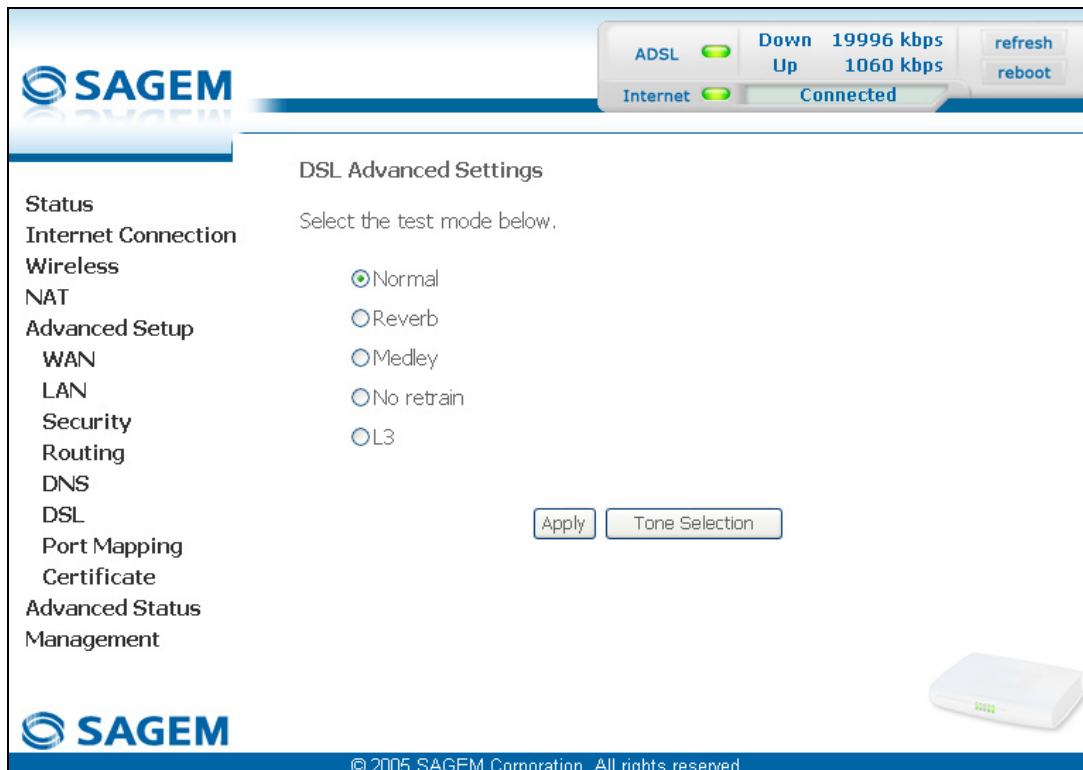 SAGEM
ADSL
Down 19996 kbps
Up 1060 kbps
Internet
Connected
refresh
reboot
Status
Internet Connection
Wireless
NAT
Advanced Setup
WAN
LAN
Security
Routing
DNS
DSL
Port Mapping
Certificate
Advanced Status
Management
DSL Advanced Settings
Select the test mode below.
Normal
Reverb
Medley
No retrain
L3
Apply
Tone Selection
SAGEM
© 2005 SAGEM Corporation. All rights reserved.